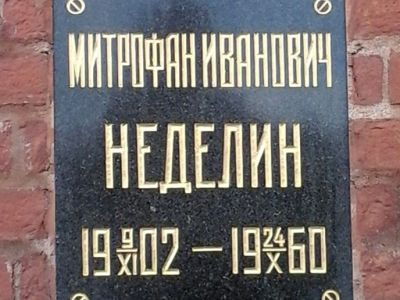 МИТРОФАН ИВАНОВИЧ
НЕДЕЛИН
19 9/XI 02 — 19 24/X 60